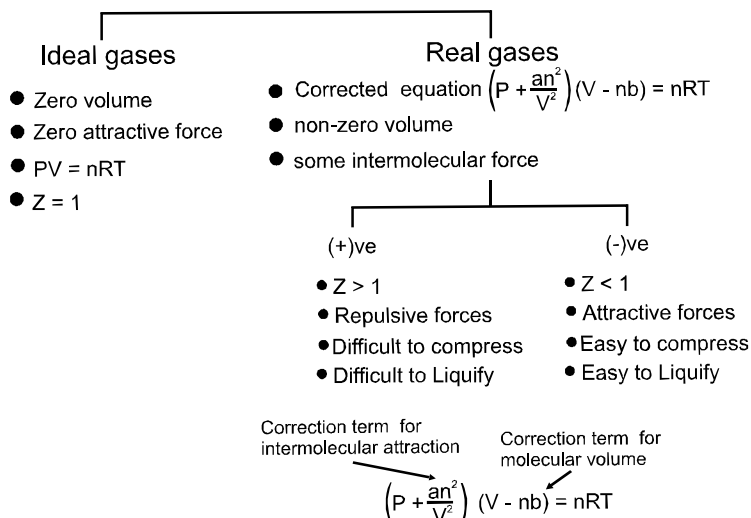 Ideal gases
● Zero volume
● Zero attractive force
● PV = nRT
● Z = 1
Real gases
● Corrected equation (P + an²/V²) (V - nb) = nRT
● non-zero volume
● some intermolecular force
(+)ve
● Z > 1
● Repulsive forces
● Difficult to compress
● Difficult to Liquify
(-)ve
● Z < 1
● Attractive forces
● Easy to compress
● Easy to Liquify
Correction term for
intermolecular attraction
Correction term for
molecular volume
(P + an²/V²) (V - nb) = nRT